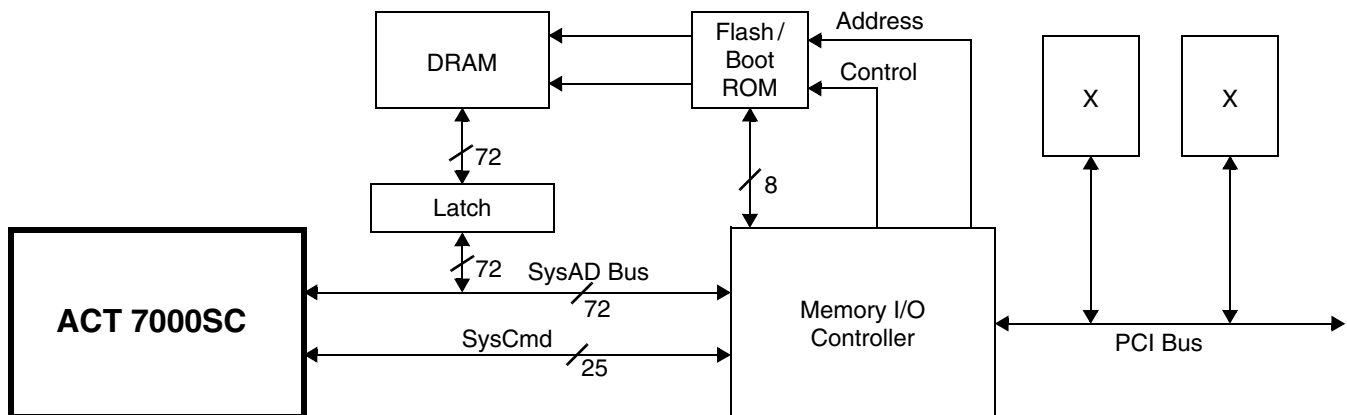 DRAM
Flash/
Boot
ROM
Address
Control
X
X
72
8
Latch
72
SysAD Bus
72
ACT 7000SC
SysCmd
25
Memory I/O
Controller
PCI Bus